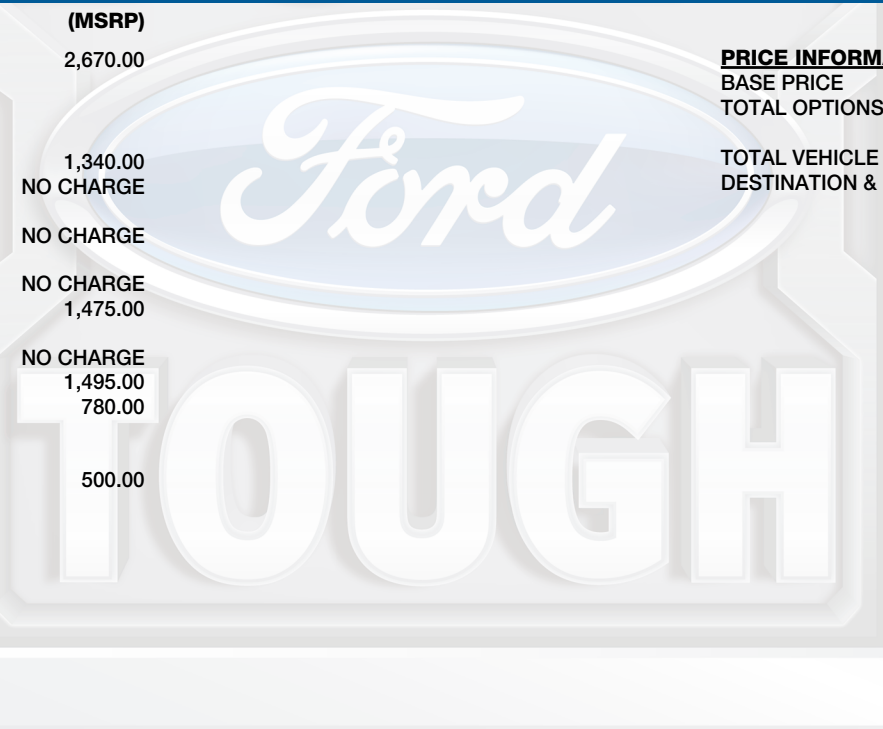 (MSRP)
2,670.00
1,340.00
NO CHARGE
NO CHARGE
NO CHARGE
1,475.00
NO CHARGE
1,495.00
780.00
500.00
PRICE INFORMA
BASE PRICE
TOTAL OPTIONS
TOTAL VEHICLE
DESTINATION &
Ford
TOUGH